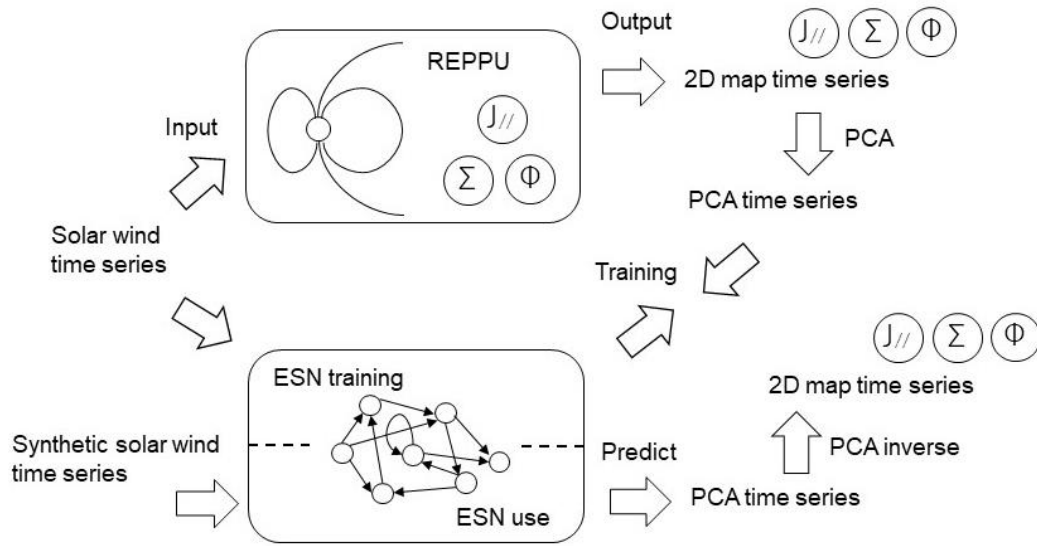 Output
J// Σ Φ
REPPU
2D map time series
Input
J//
PCA
Σ Φ
PCA time series
Solar wind
time series
Training
J// Σ Φ
ESN training
2D map time series
Synthetic solar wind
time series
Predict
PCA inverse
PCA time series
ESN use